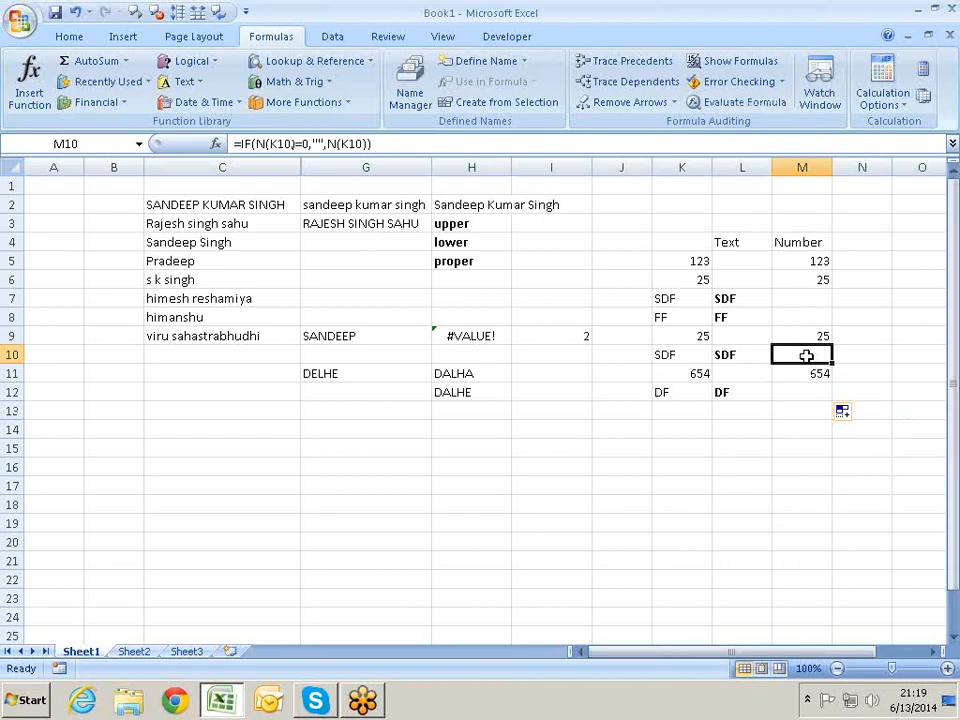 Book1 - Microsoft Excel
Home Insert Page Layout Formulas Data Review View Developer
fx Insert Function
Σ AutoSum
Recently Used
Financial
Logical
Text
Date & Time
Lookup & Reference
Math & Trig
More Functions
Function Library
Name Manager
Define Name
Use in Formula
Create from Selection
Defined Names
Trace Precedents
Trace Dependents
Remove Arrows
Show Formulas
Error Checking
Evaluate Formula
Formula Auditing
Watch Window
Calculation Options
Calculation
M10 fx =IF(N(K10)=0,"",N(K10))
A B C G H I J K L M N O
1
2 SANDEEP KUMAR SINGH sandeep kumar singh Sandeep Kumar Singh
3 Rajesh singh sahu RAJESH SINGH SAHU upper
4 Sandeep Singh lower Text Number
5 Pradeep proper 123 123
6 s k singh 25 25
7 himesh reshamiya SDF SDF
8 himanshu FF FF
9 viru sahastrabhudhi SANDEEP #VALUE! 2 25 25
10 SDF SDF
11 DELHE DALHA 654 654
12 DALHE DF DF
13
14
15
16
17
18
19
20
21
22
23
24
25
Sheet1 Sheet2 Sheet3
Ready 100%
Start 21:19
6/13/2014